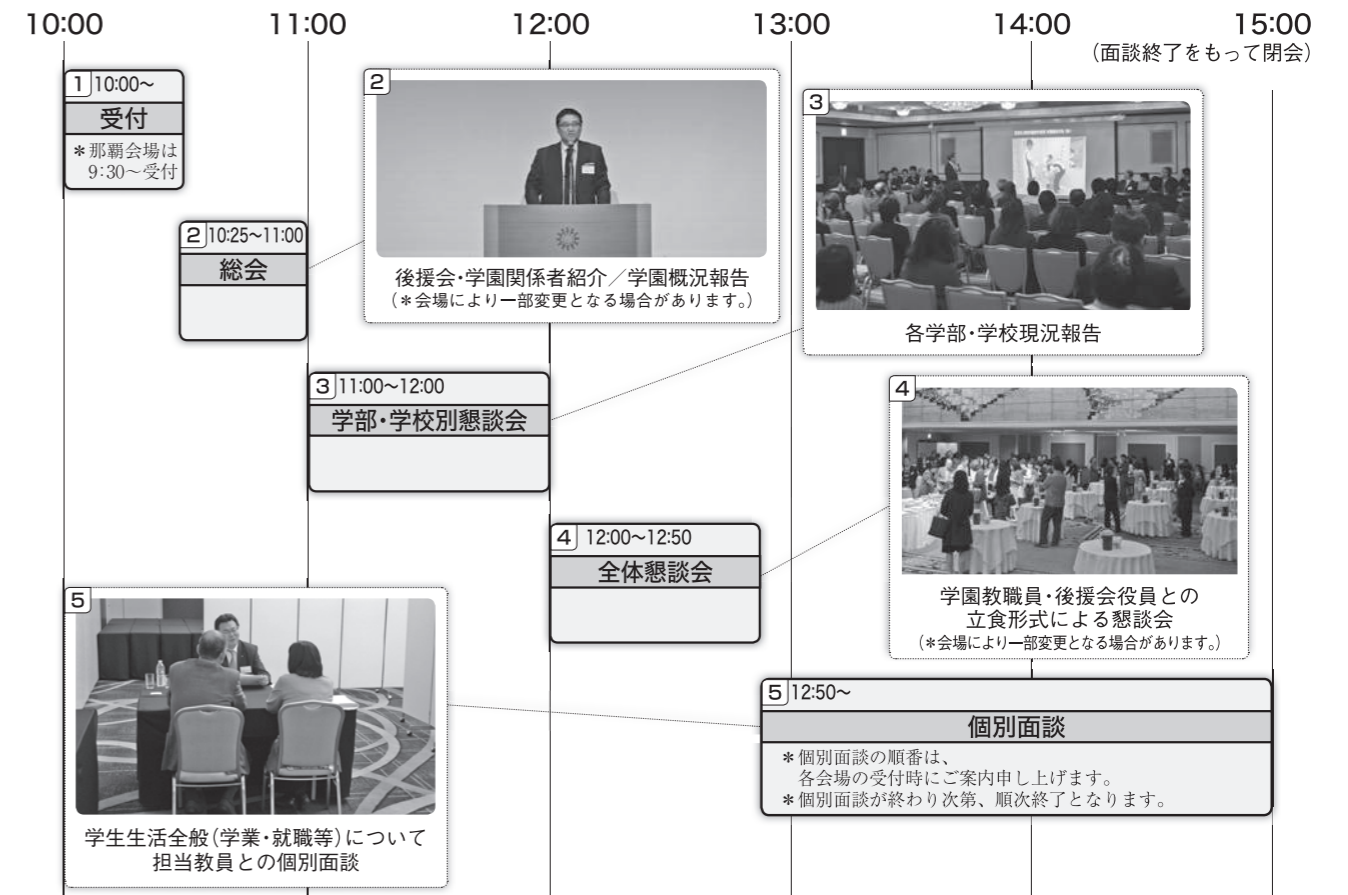 10:00 11:00 12:00 13:00 14:00 15:00
(面談終了をもって閉会)
1 10:00〜
受付
＊那覇会場は
9:30〜受付
2 10:25〜11:00
総会
2
後援会・学園関係者紹介／学園概況報告
(＊会場により一部変更となる場合があります。)
3 11:00〜12:00
学部・学校別懇談会
3
各学部・学校現況報告
4 12:00〜12:50
全体懇談会
4
学園教職員・後援会役員との
立食形式による懇談会
(＊会場により一部変更となる場合があります。)
5 12:50〜
個別面談
＊個別面談の順番は、
各会場の受付時にご案内申し上げます。
＊個別面談が終わり次第、順次終了となります。
5
学生生活全般(学業・就職等)について
担当教員との個別面談